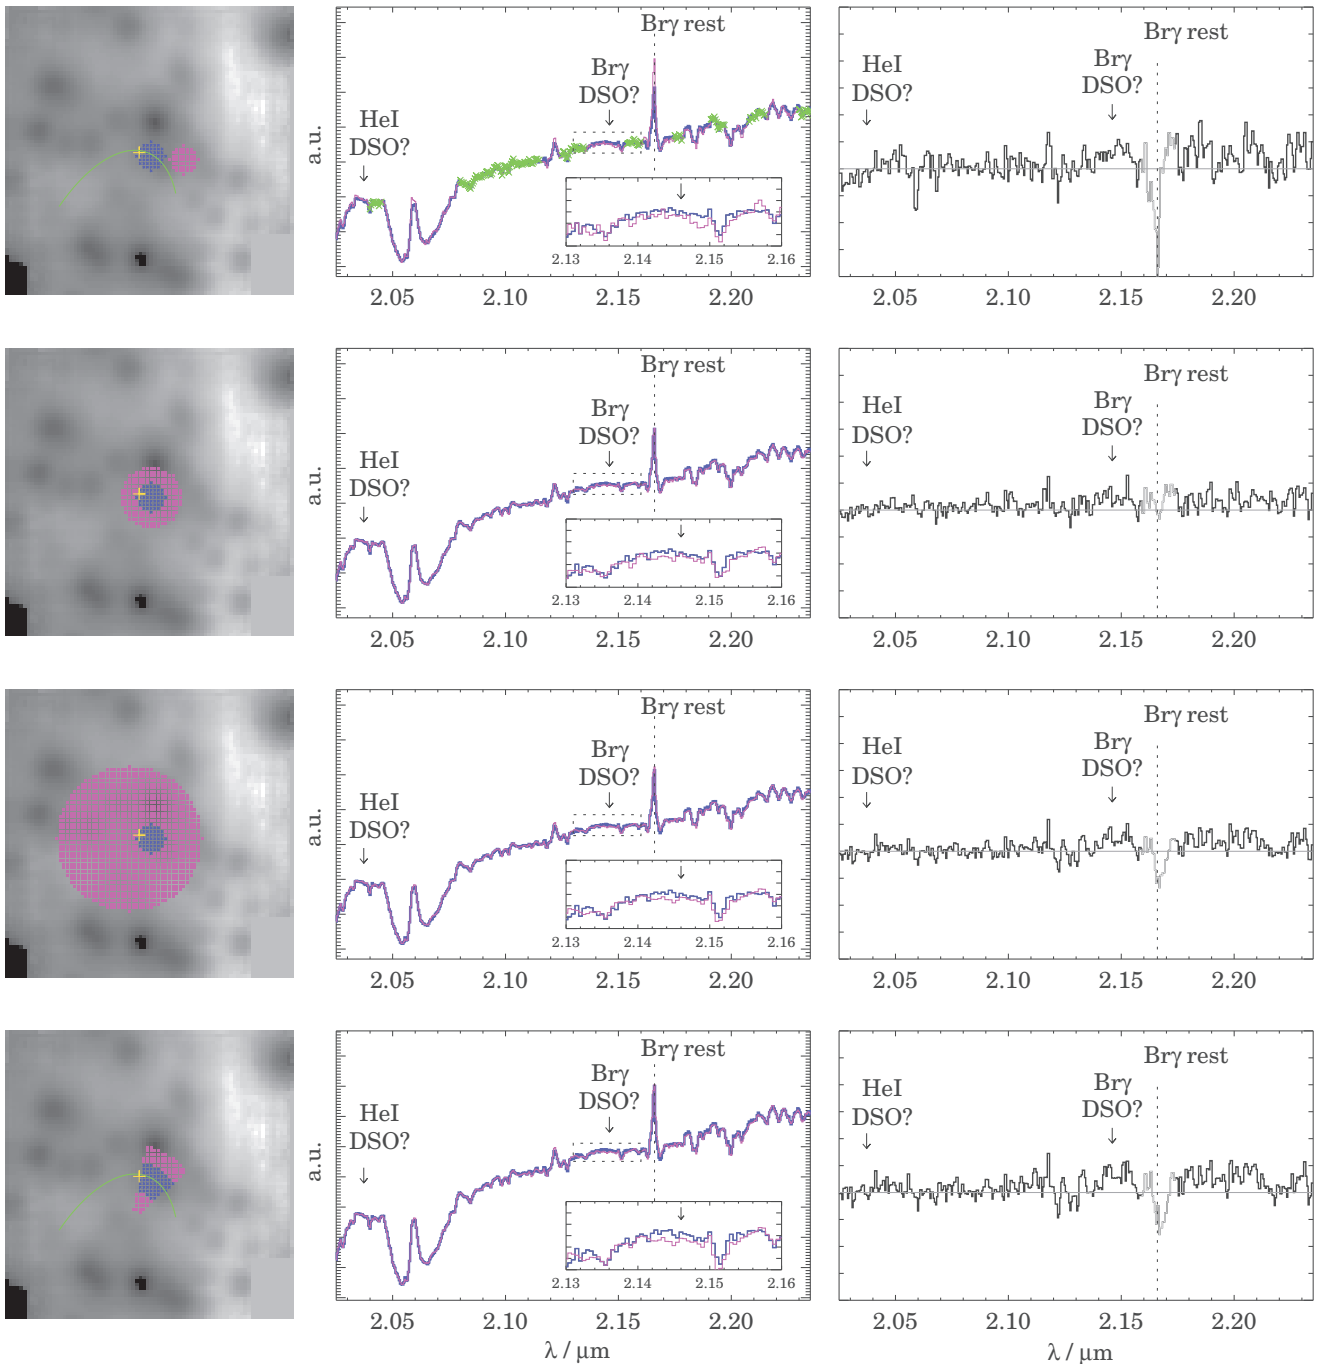 Brγ rest
Brγ
DSO?
HeI
DSO?
a.u.
2.13 2.14 2.15 2.16
2.05 2.10 2.15 2.20
Brγ rest
Brγ
DSO?
HeI
DSO?
2.05 2.10 2.15 2.20
Brγ rest
Brγ
DSO?
HeI
DSO?
a.u.
2.13 2.14 2.15 2.16
2.05 2.10 2.15 2.20
Brγ rest
Brγ
DSO?
HeI
DSO?
2.05 2.10 2.15 2.20
Brγ rest
Brγ
DSO?
HeI
DSO?
a.u.
2.13 2.14 2.15 2.16
2.05 2.10 2.15 2.20
Brγ rest
Brγ
DSO?
HeI
DSO?
2.05 2.10 2.15 2.20
Brγ rest
Brγ
DSO?
HeI
DSO?
a.u.
2.13 2.14 2.15 2.16
2.05 2.10 2.15 2.20
λ / μm
Brγ rest
Brγ
DSO?
HeI
DSO?
2.05 2.10 2.15 2.20
λ / μm